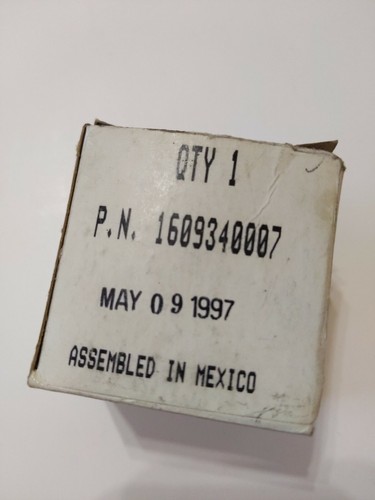 QTY 1
P.N. 1609340007
MAY 09 1997
ASSEMBLED IN MEXICO